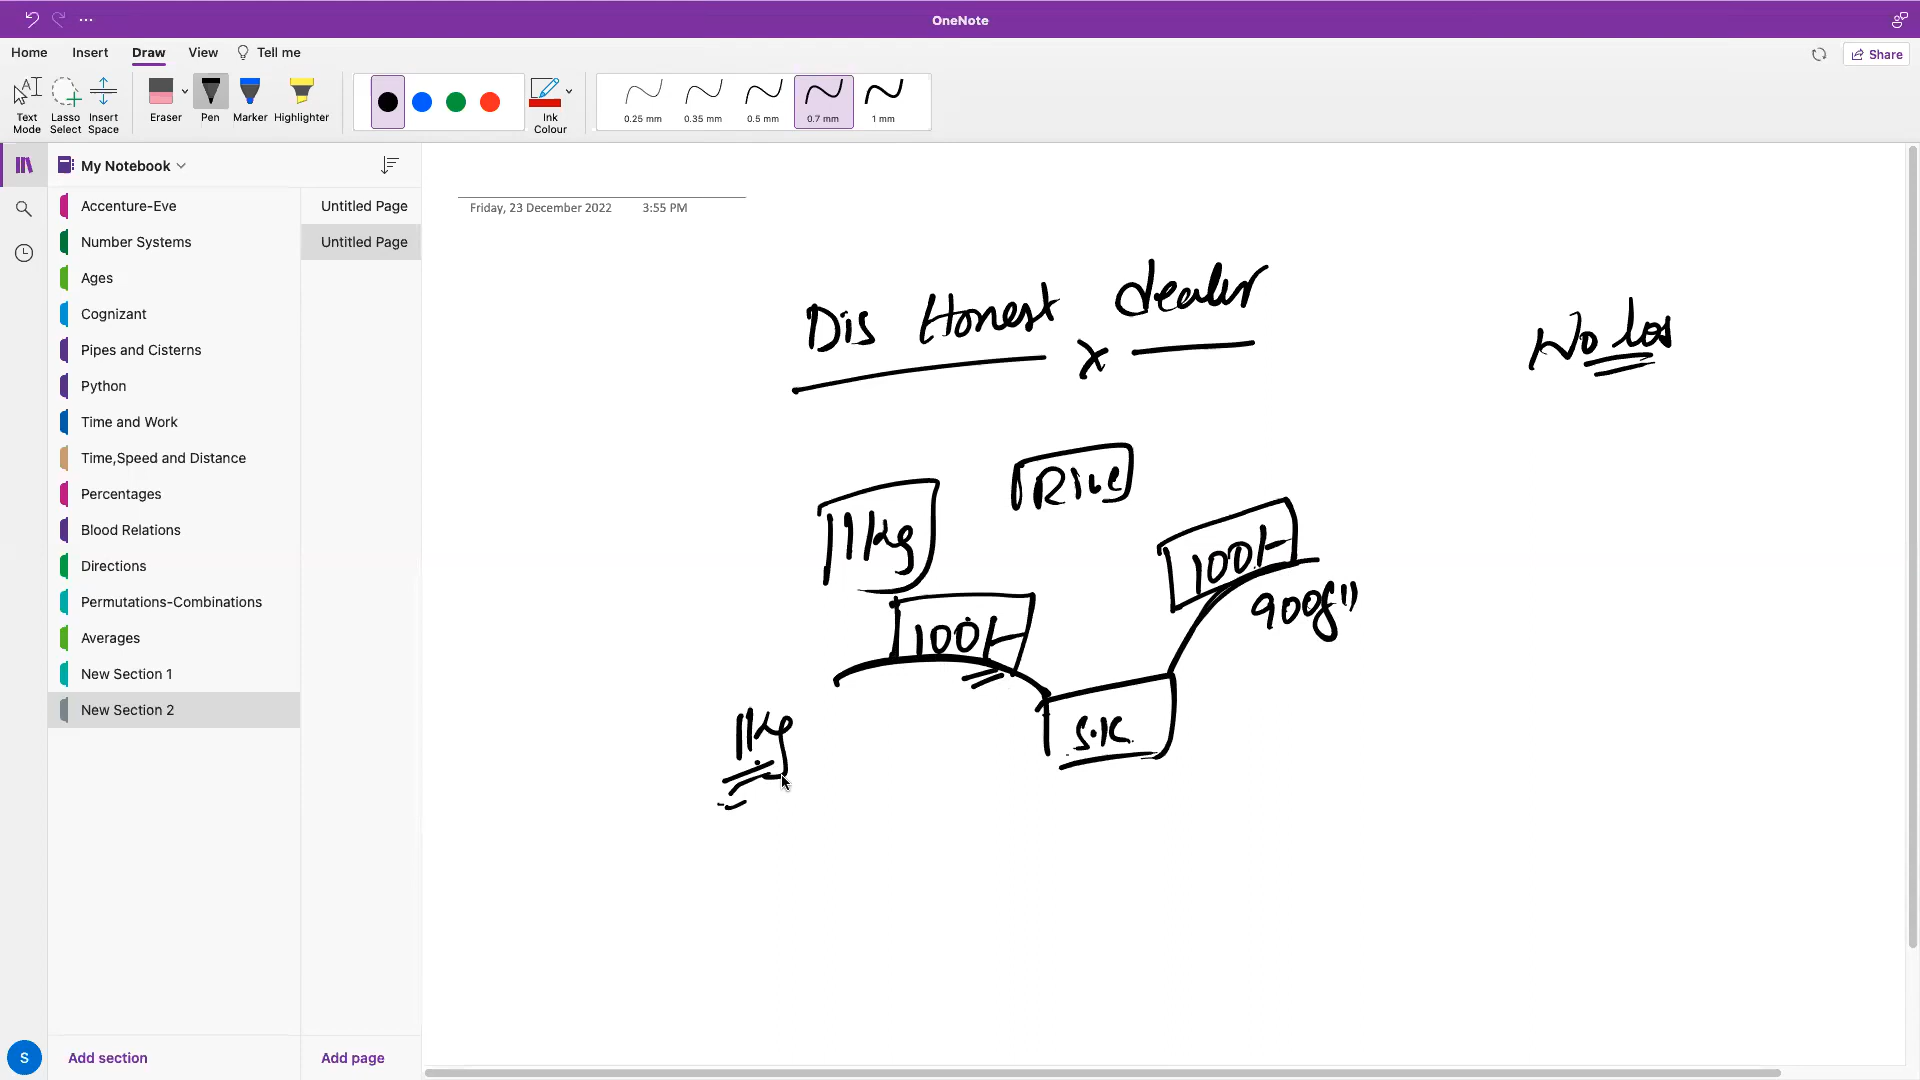 OneNote
Home Insert Draw View Tell me
Share
Text Mode
Lasso Select
Insert Space
Eraser
Pen
Marker
Highlighter
Ink Colour
0.25 mm
0.35 mm
0.5 mm
0.7 mm
1 mm
My Notebook
Accenture-Eve
Number Systems
Ages
Cognizant
Pipes and Cisterns
Python
Time and Work
Time,Speed and Distance
Percentages
Blood Relations
Directions
Permutations-Combinations
Averages
New Section 1
New Section 2
Untitled Page
Untitled Page
Friday, 23 December 2022 3:55 PM
Dis Honest dealer
x
No los
Rice
1kg
100/-
100/-
900g
S.K
1kg
S
Add section
Add page